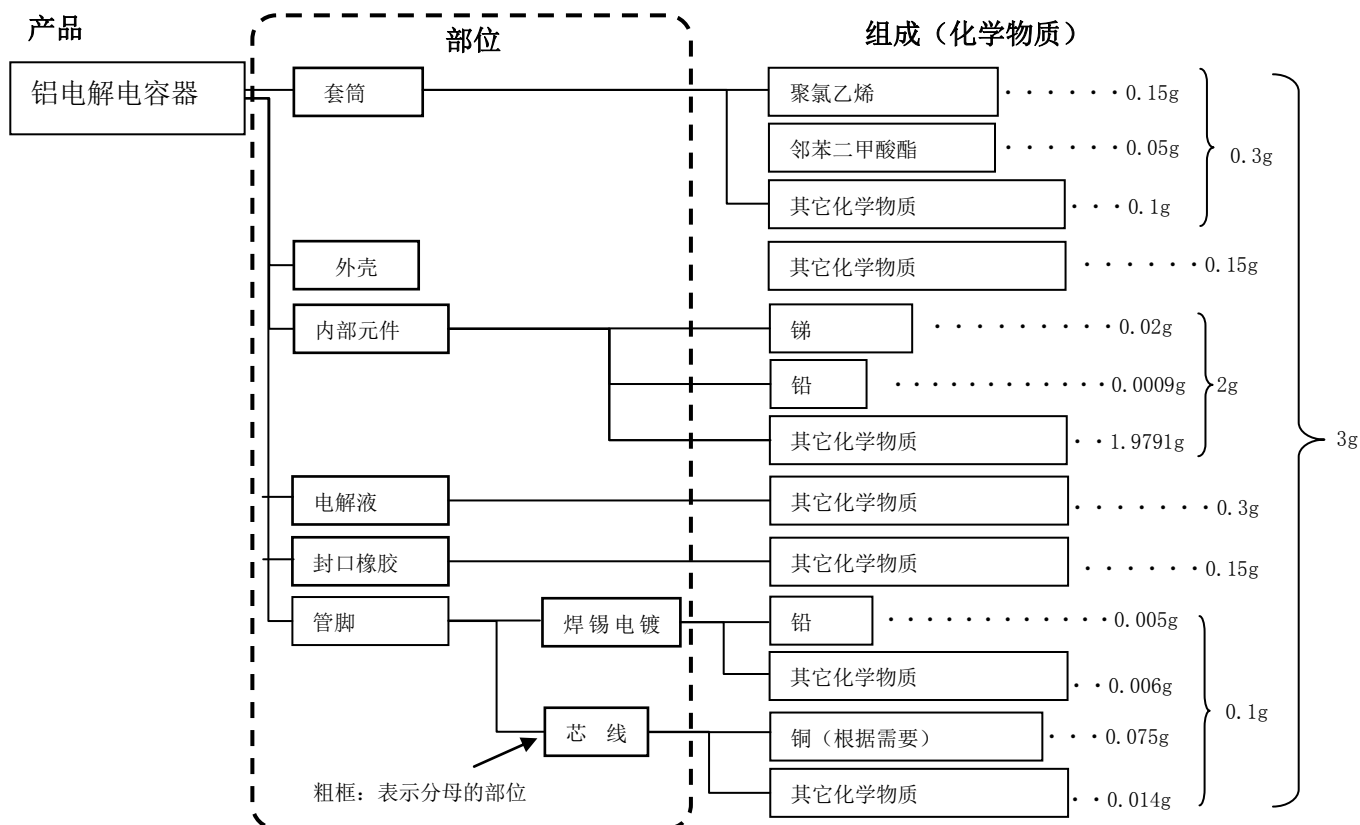 产品
部位
组成（化学物质）
铝电解电容器
套筒
聚氯乙烯
······0.15g
邻苯二甲酸酯
······0.05g
0.3g
其它化学物质
···0.1g
外壳
其它化学物质
······0.15g
内部元件
锑
·········0.02g
铅
············0.0009g
2g
其它化学物质
··1.9791g
3g
电解液
其它化学物质
·······0.3g
封口橡胶
其它化学物质
······0.15g
管脚
焊锡电镀
铅
············0.005g
其它化学物质
··0.006g
0.1g
芯 线
铜（根据需要）
···0.075g
其它化学物质
··0.014g
粗框：表示分母的部位